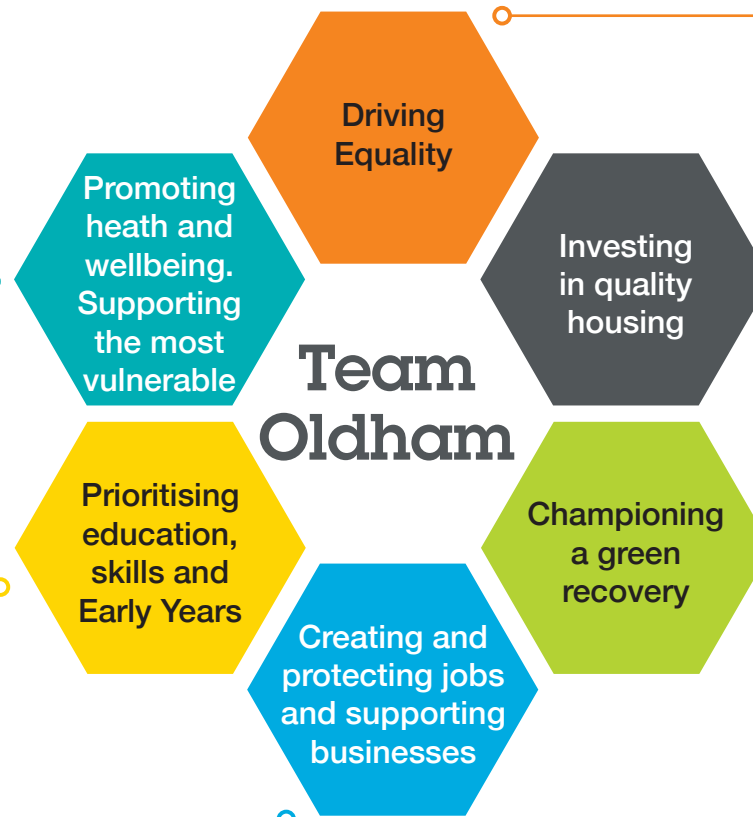 Driving
Equality
Promoting
heath and
wellbeing.
Supporting
the most
vulnerable
Investing
in quality
housing
Team
Oldham
Prioritising
education,
skills and
Early Years
Championing
a green
recovery
Creating and
protecting jobs
and supporting
businesses